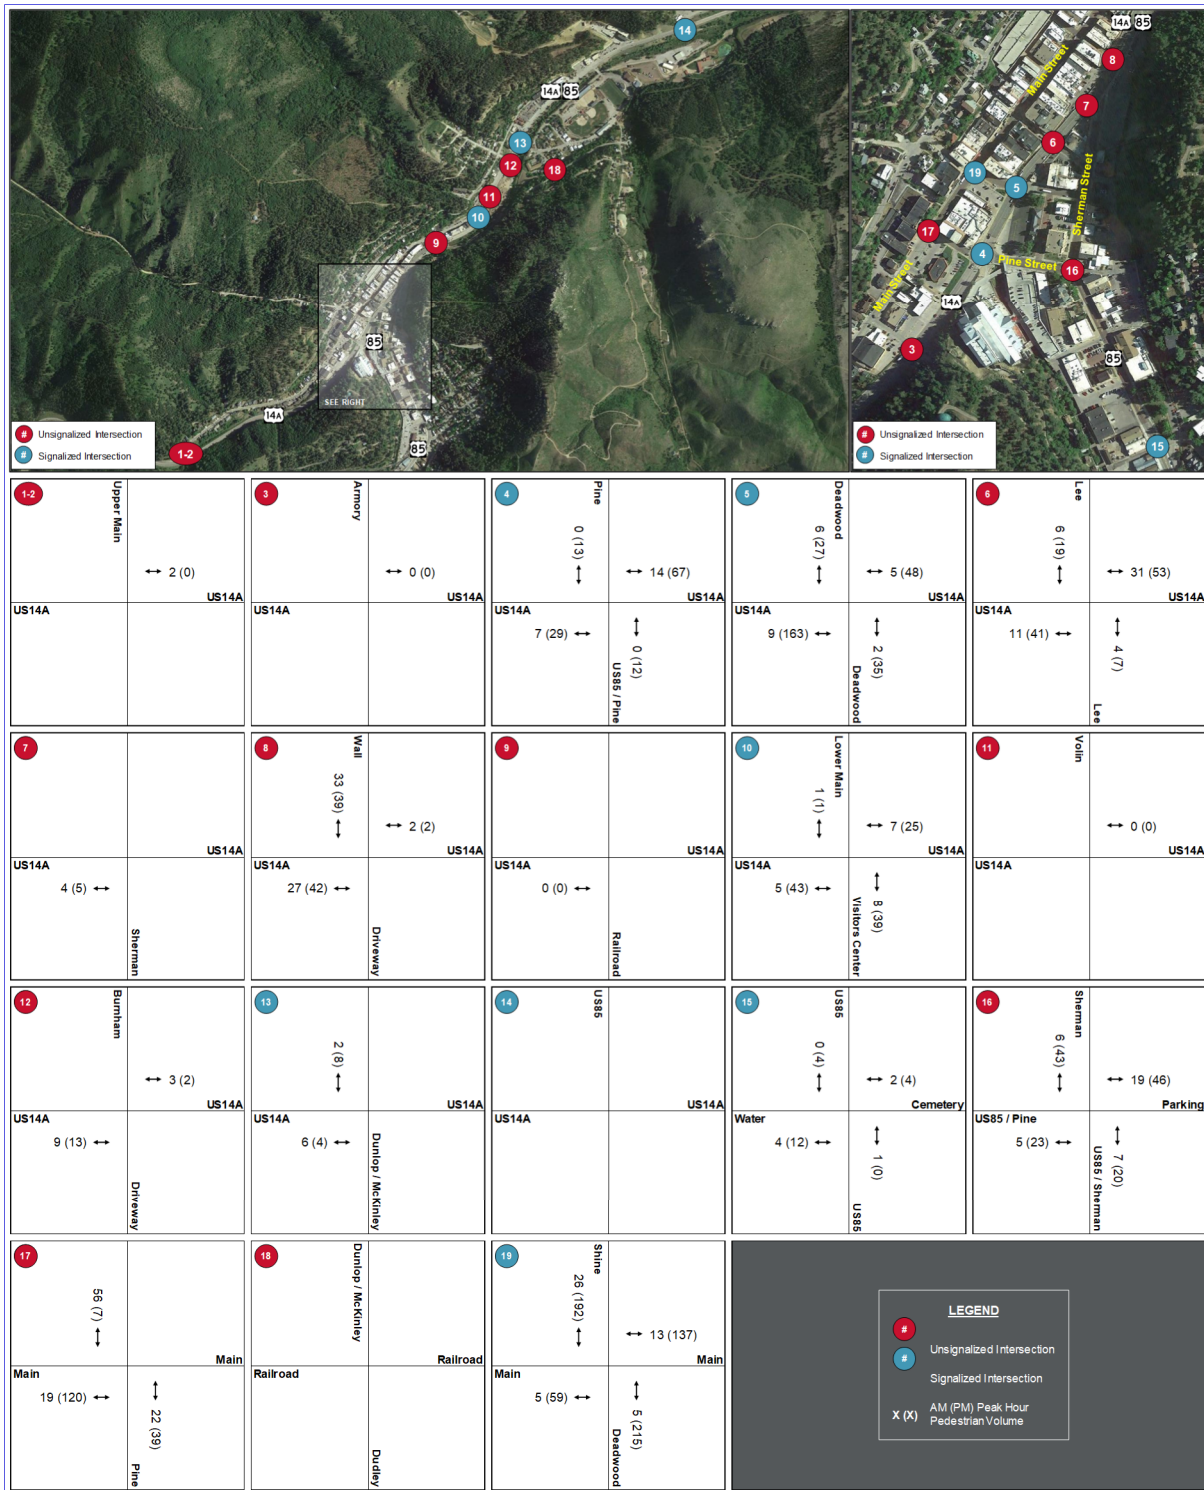 14A 85
14
13
12
18
11
10
9
85
SEE RIGHT
14A
85
1-2
# Unsignalized Intersection
# Signalized Intersection
14A 85
8
Main Street
7
6
19
5
Sherman Street
17
4
Pine Street
16
Main Street
14A
3
85
15
# Unsignalized Intersection
# Signalized Intersection
1-2
Upper Main
2 (0)
US14A
US14A
3
Armory
0 (0)
US14A
US14A
4
Pine
0 (13)
14 (67)
US14A
US14A
7 (29)
0 (12)
US85 / Pine
5
Deadwood
6 (27)
5 (48)
US14A
US14A
9 (163)
2 (35)
Deadwood
6
Lee
6 (19)
31 (53)
US14A
US14A
11 (41)
4 (7)
Lee
7
US14A
US14A
4 (5)
Sherman
8
Wall
33 (39)
2 (2)
US14A
US14A
27 (42)
Driveway
9
US14A
US14A
0 (0)
Railroad
10
Lower Main
1 (1)
7 (25)
US14A
US14A
5 (43)
8 (39)
Visitors Center
11
Volin
0 (0)
US14A
US14A
12
Burnham
3 (2)
US14A
US14A
9 (13)
Driveway
13
2 (8)
US14A
US14A
6 (4)
Dunlop / McKinley
14
US85
US14A
US14A
15
US85
0 (4)
2 (4)
Cemetery
Water
4 (12)
1 (0)
US85
16
Sherman
6 (43)
19 (46)
Parking
US85 / Pine
5 (23)
7 (20)
US85 / Sherman
17
56 (7)
Main
Main
19 (120)
22 (39)
Pine
18
Dunlop / McKinley
Railroad
Railroad
Dudley
19
Shine
26 (192)
13 (137)
Main
Main
5 (59)
5 (215)
Deadwood
LEGEND
#
Unsignalized Intersection
#
Signalized Intersection
X (X) AM (PM) Peak Hour
Pedestrian Volume